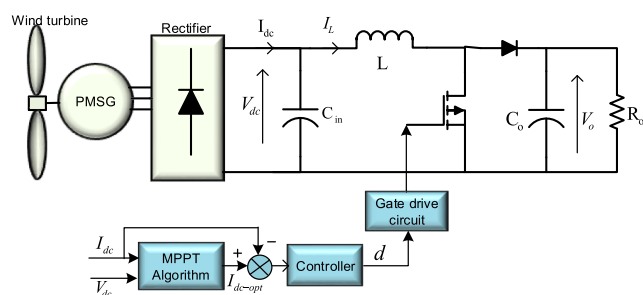 Wind turbine
Rectifier
I_dc
I_L
L
PMSG
V_dc
C_in
C_o
V_o
R_o
Gate drive
circuit
I_dc
MPPT
Algorithm
+
−
Controller
d
V_dc
I_dc-opt